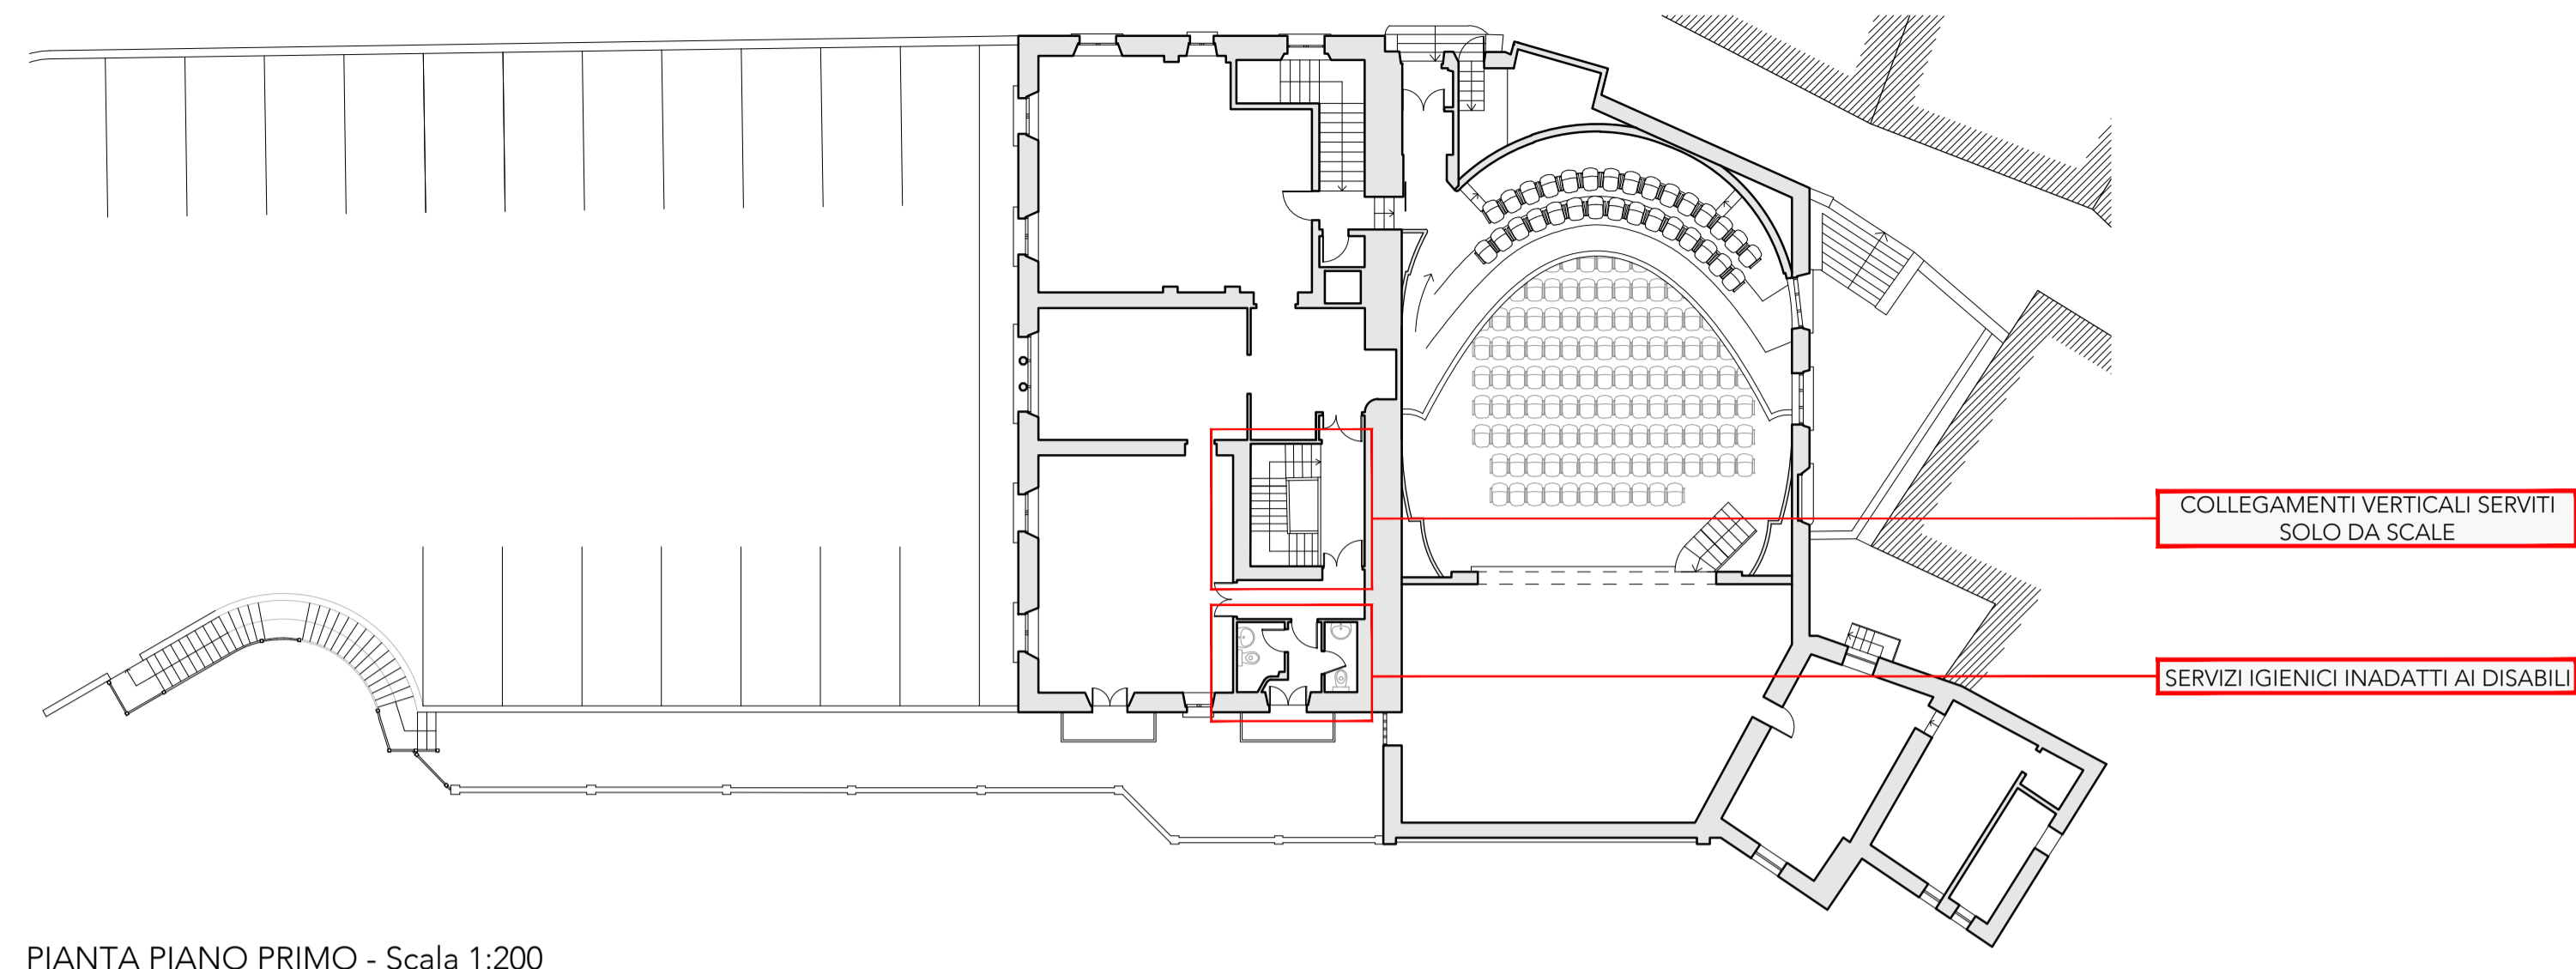 COLLEGAMENTI VERTICALI SERVITI
SOLO DA SCALE
SERVIZI IGIENICI INADATTI AI DISABILI
PIANTA PIANO PRIMO - Scala 1:200